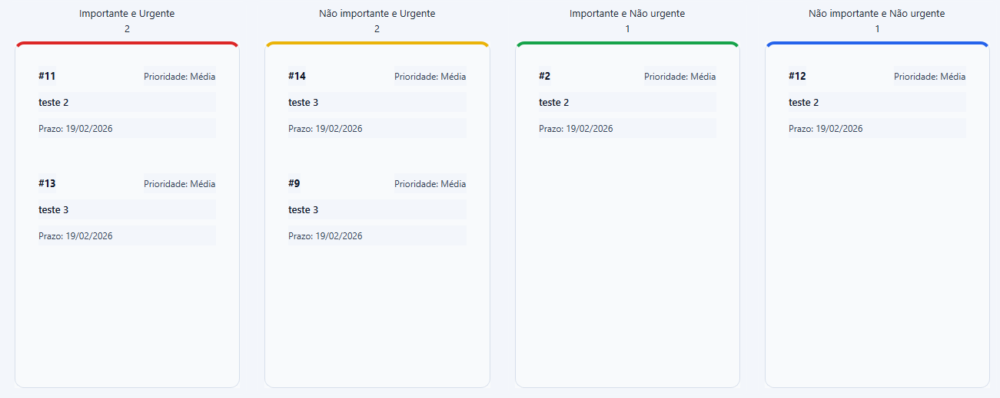 Importante e Urgente
2
#11 Prioridade: Média
teste 2
Prazo: 19/02/2026
#13 Prioridade: Média
teste 3
Prazo: 19/02/2026
Não importante e Urgente
2
#14 Prioridade: Média
teste 3
Prazo: 19/02/2026
#9 Prioridade: Média
teste 3
Prazo: 19/02/2026
Importante e Não urgente
1
#2 Prioridade: Média
teste 2
Prazo: 19/02/2026
Não importante e Não urgente
1
#12 Prioridade: Média
teste 2
Prazo: 19/02/2026